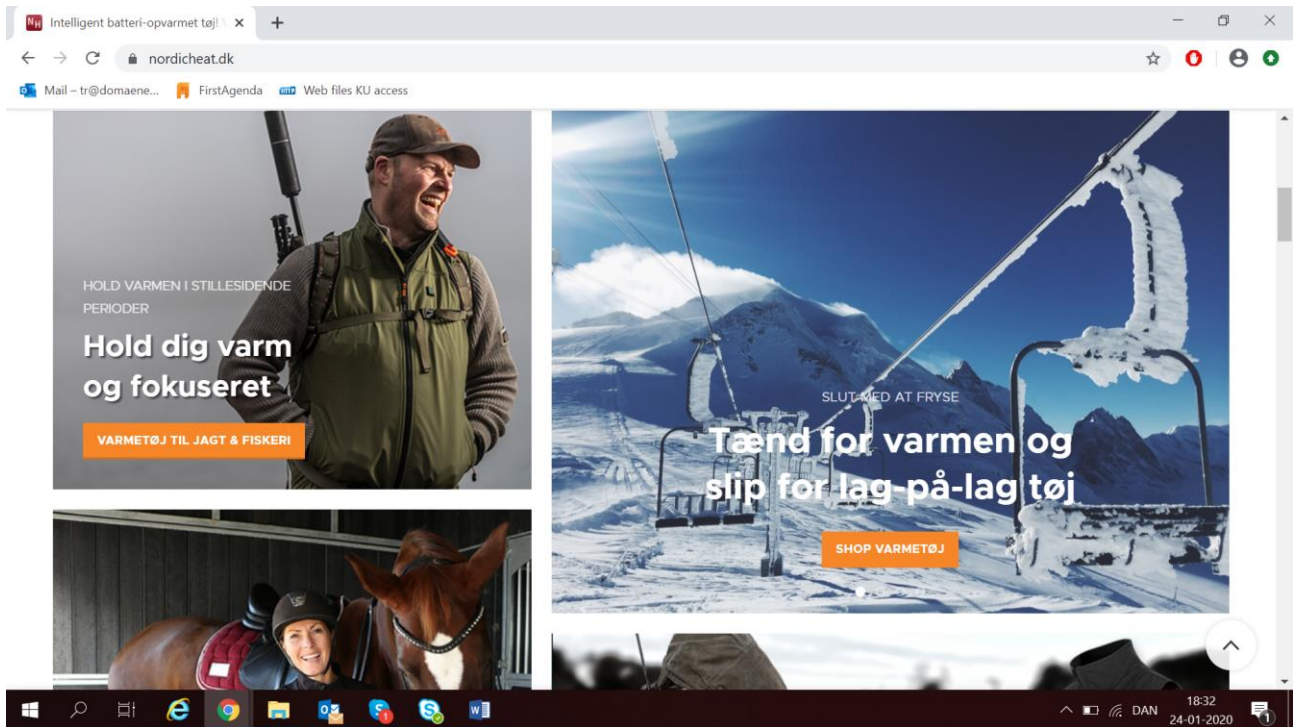 NH Intelligent batteri-opvarmet tøj!
nordicheat.dk
Mail – tr@domaene...
FirstAgenda
Web files KU access
HOLD VARMEN I STILLESIDENDE
PERIODER
Hold dig varm
og fokuseret
VARMETØJ TIL JAGT & FISKERI
SLUT MED AT FRYSE
Tænd for varmen og
slip for lag-på-lag tøj
SHOP VARMETØJ
DAN
18:32
24-01-2020
1